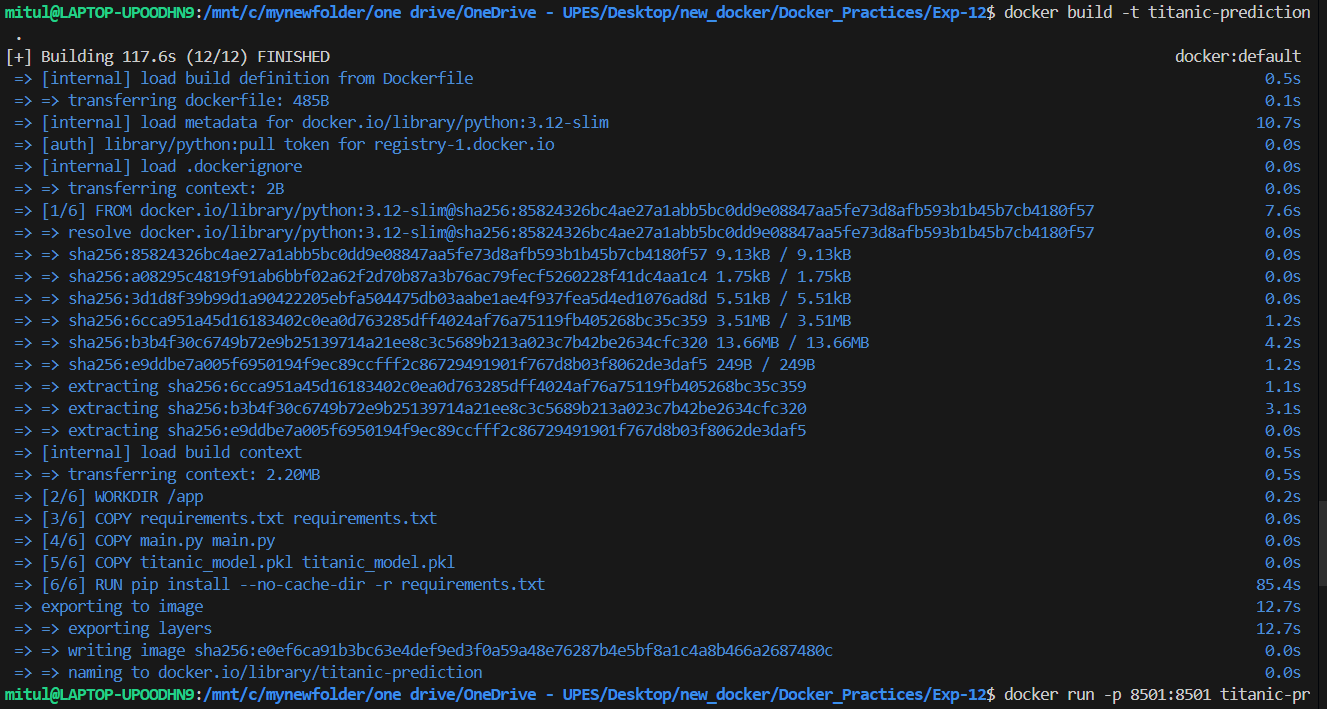 mitul@LAPTOP-UPOODHN9:/mnt/c/mynewfolder/one drive/OneDrive - UPES/Desktop/new_docker/Docker_Practices/Exp-12$ docker build -t titanic-prediction
.
[+] Building 117.6s (12/12) FINISHED docker:default
=> [internal] load build definition from Dockerfile 0.5s
=> => transferring dockerfile: 485B 0.1s
=> [internal] load metadata for docker.io/library/python:3.12-slim 10.7s
=> [auth] library/python:pull token for registry-1.docker.io 0.0s
=> [internal] load .dockerignore 0.0s
=> => transferring context: 2B 0.0s
=> [1/6] FROM docker.io/library/python:3.12-slim@sha256:85824326bc4ae27a1abb5bc0dd9e08847aa5fe73d8afb593b1b45b7cb4180f57 7.6s
=> => resolve docker.io/library/python:3.12-slim@sha256:85824326bc4ae27a1abb5bc0dd9e08847aa5fe73d8afb593b1b45b7cb4180f57 0.0s
=> => sha256:85824326bc4ae27a1abb5bc0dd9e08847aa5fe73d8afb593b1b45b7cb4180f57 9.13kB / 9.13kB 0.0s
=> => sha256:a08295c4819f91ab6bbf02a62f2d70b87a3b76ac79fecf5260228f41dc4aa1c4 1.75kB / 1.75kB 0.0s
=> => sha256:3d1d8f39b99d1a90422205ebfa504475db03aabe1ae4f937fea5d4ed1076ad8d 5.51kB / 5.51kB 0.0s
=> => sha256:6cca951a45d16183402c0ea0d763285dff4024af76a75119fb405268bc35c359 3.51MB / 3.51MB 1.2s
=> => sha256:b3b4f30c6749b72e9b25139714a21ee8c3c5689b213a023c7b42be2634cfc320 13.66MB / 13.66MB 4.2s
=> => sha256:e9ddbe7a005f6950194f9ec89ccfff2c86729491901f767d8b03f8062de3daf5 249B / 249B 1.2s
=> => extracting sha256:6cca951a45d16183402c0ea0d763285dff4024af76a75119fb405268bc35c359 1.1s
=> => extracting sha256:b3b4f30c6749b72e9b25139714a21ee8c3c5689b213a023c7b42be2634cfc320 3.1s
=> => extracting sha256:e9ddbe7a005f6950194f9ec89ccfff2c86729491901f767d8b03f8062de3daf5 0.0s
=> [internal] load build context 0.5s
=> => transferring context: 2.20MB 0.5s
=> [2/6] WORKDIR /app 0.2s
=> [3/6] COPY requirements.txt requirements.txt 0.0s
=> [4/6] COPY main.py main.py 0.0s
=> [5/6] COPY titanic_model.pkl titanic_model.pkl 0.0s
=> [6/6] RUN pip install --no-cache-dir -r requirements.txt 85.4s
=> exporting to image 12.7s
=> => exporting layers 12.7s
=> => writing image sha256:e0ef6ca91b3bc63e4def9ed3f0a59a48e76287b4e5bf8a1c4a8b466a2687480c 0.0s
=> => naming to docker.io/library/titanic-prediction 0.0s
mitul@LAPTOP-UPOODHN9:/mnt/c/mynewfolder/one drive/OneDrive - UPES/Desktop/new_docker/Docker_Practices/Exp-12$ docker run -p 8501:8501 titanic-pr